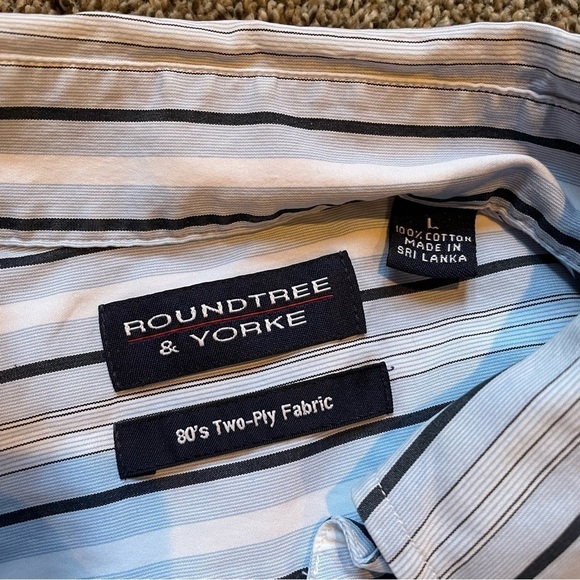 L
100% COTTON
MADE IN
SRI LANKA
ROUNDTREE
& YORKE
80's Two-Ply Fabric